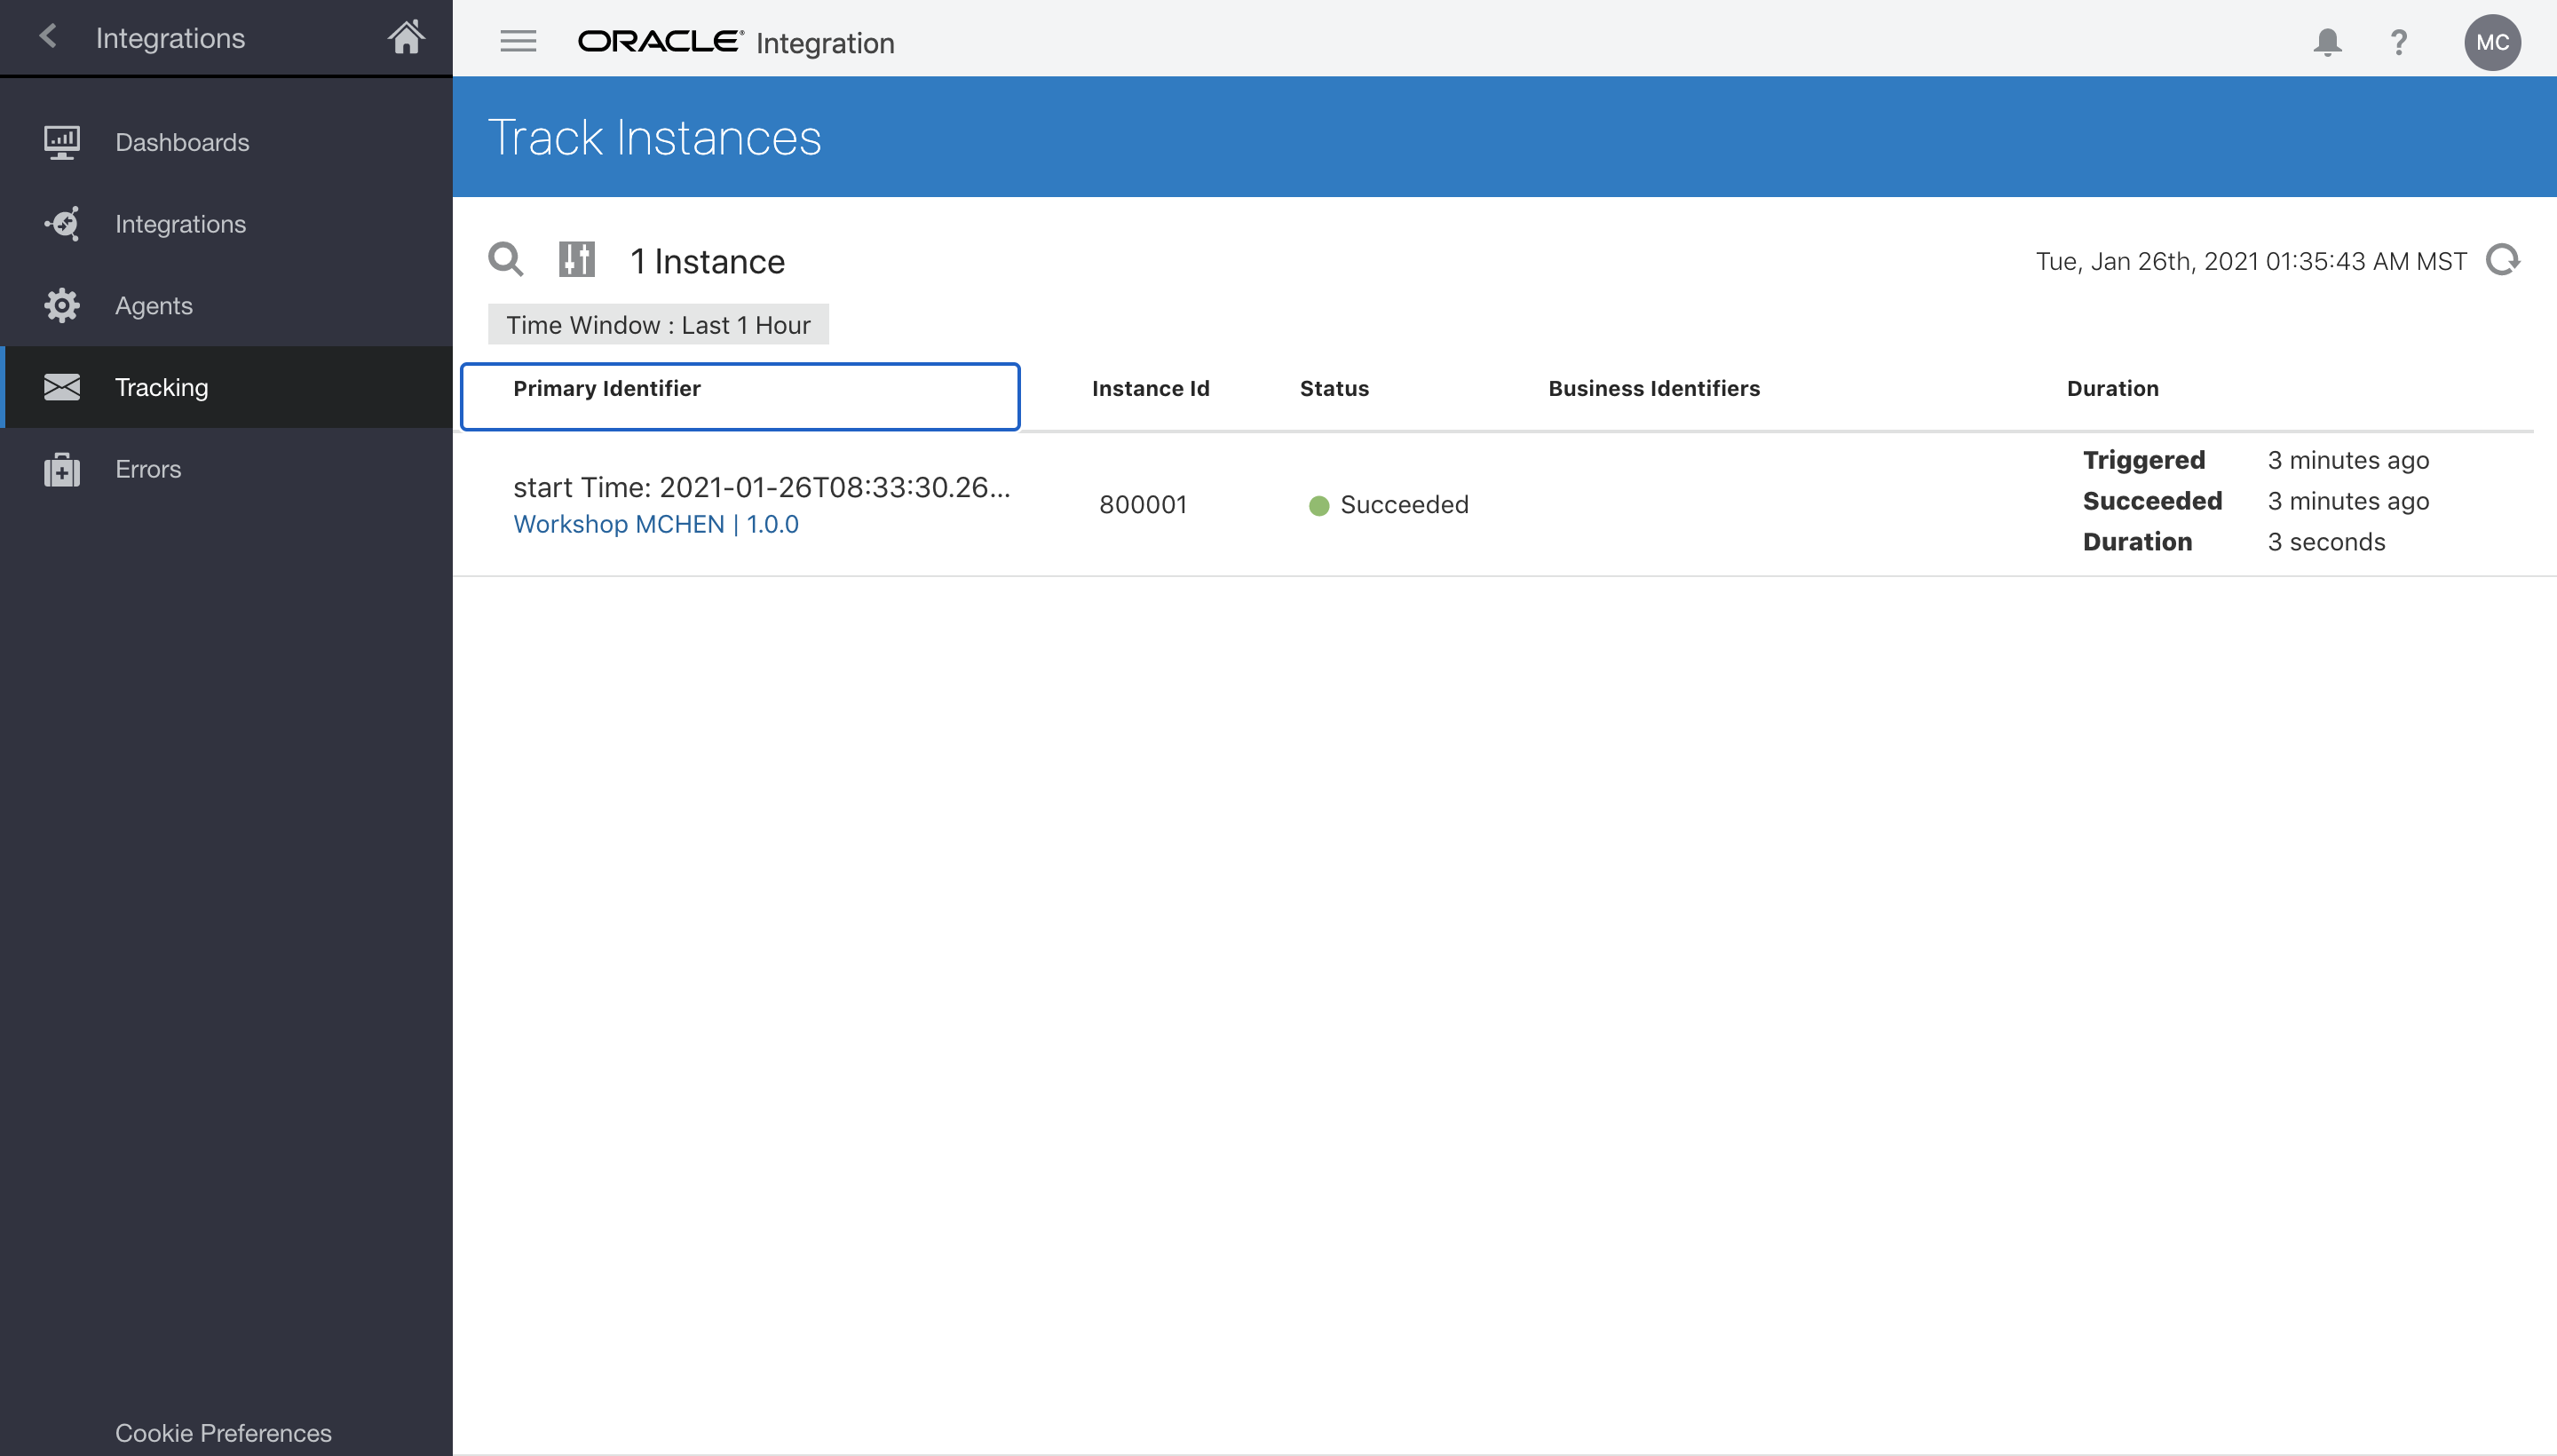 Integrations
ORACLE Integration
MC
Dashboards
Integrations
Agents
Tracking
Errors
Cookie Preferences
Track Instances
1 Instance
Tue, Jan 26th, 2021 01:35:43 AM MST
Time Window : Last 1 Hour
Primary Identifier Instance Id Status Business Identifiers Duration
start Time: 2021-01-26T08:33:30.26...
Workshop MCHEN | 1.0.0
800001
Succeeded
Triggered 3 minutes ago
Succeeded 3 minutes ago
Duration 3 seconds